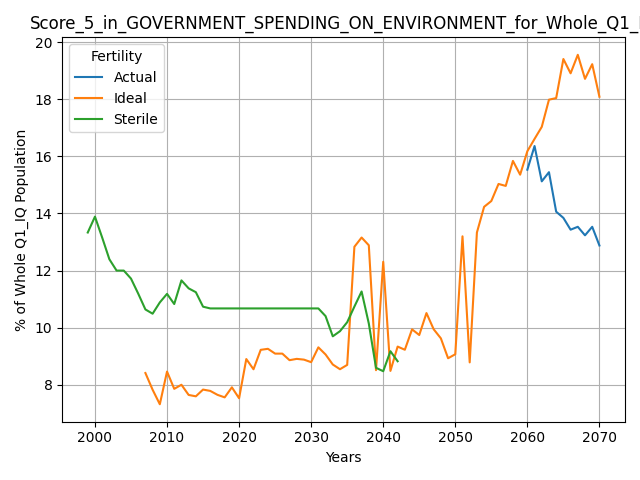 Score_5_in_GOVERNMENT_SPENDING_ON_ENVIRONMENT_for_Whole_Q1_
Fertility
Actual
Ideal
Sterile
% of Whole Q1_IQ Population
20
18
16
14
12
10
8
2000 2010 2020 2030 2040 2050 2060 2070
Years